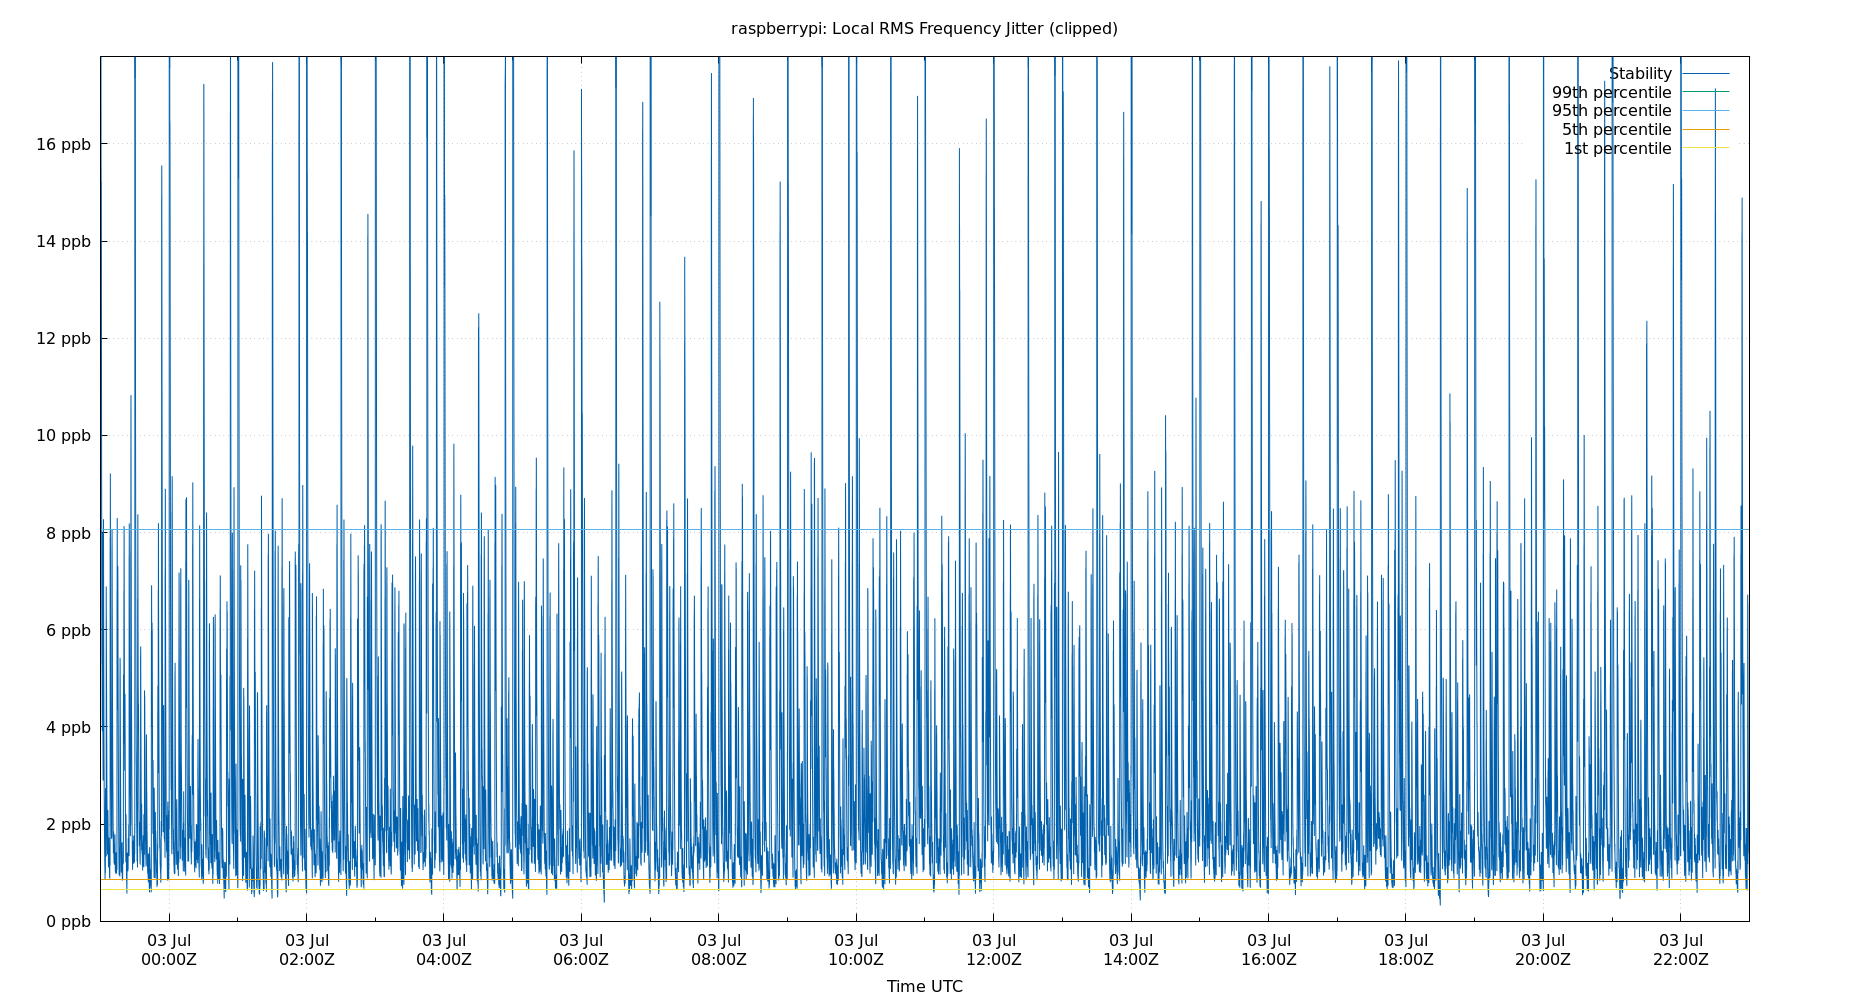 raspberrypi: Local RMS Frequency Jitter (clipped)
Stability
99th percentile
95th percentile
5th percentile
1st percentile
16 ppb
14 ppb
12 ppb
10 ppb
8 ppb
6 ppb
4 ppb
2 ppb
0 ppb
03 Jul 03 Jul 03 Jul 03 Jul 03 Jul 03 Jul 03 Jul 03 Jul 03 Jul 03 Jul 03 Jul 03 Jul
00:00Z 02:00Z 04:00Z 06:00Z 08:00Z 10:00Z 12:00Z 14:00Z 16:00Z 18:00Z 20:00Z 22:00Z
Time UTC